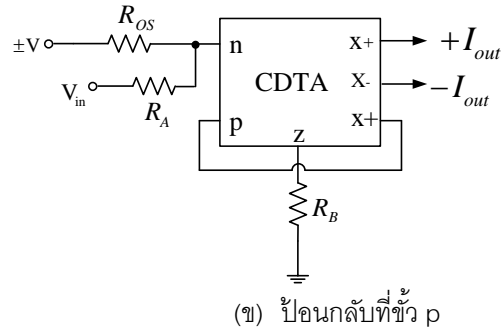 R_OS
±V
n
x+
+I_out
V_in
R_A
CDTA
X-
-I_out
p
x+
z
R_B
(ข) ป้อนกลับที่ขั้ว p